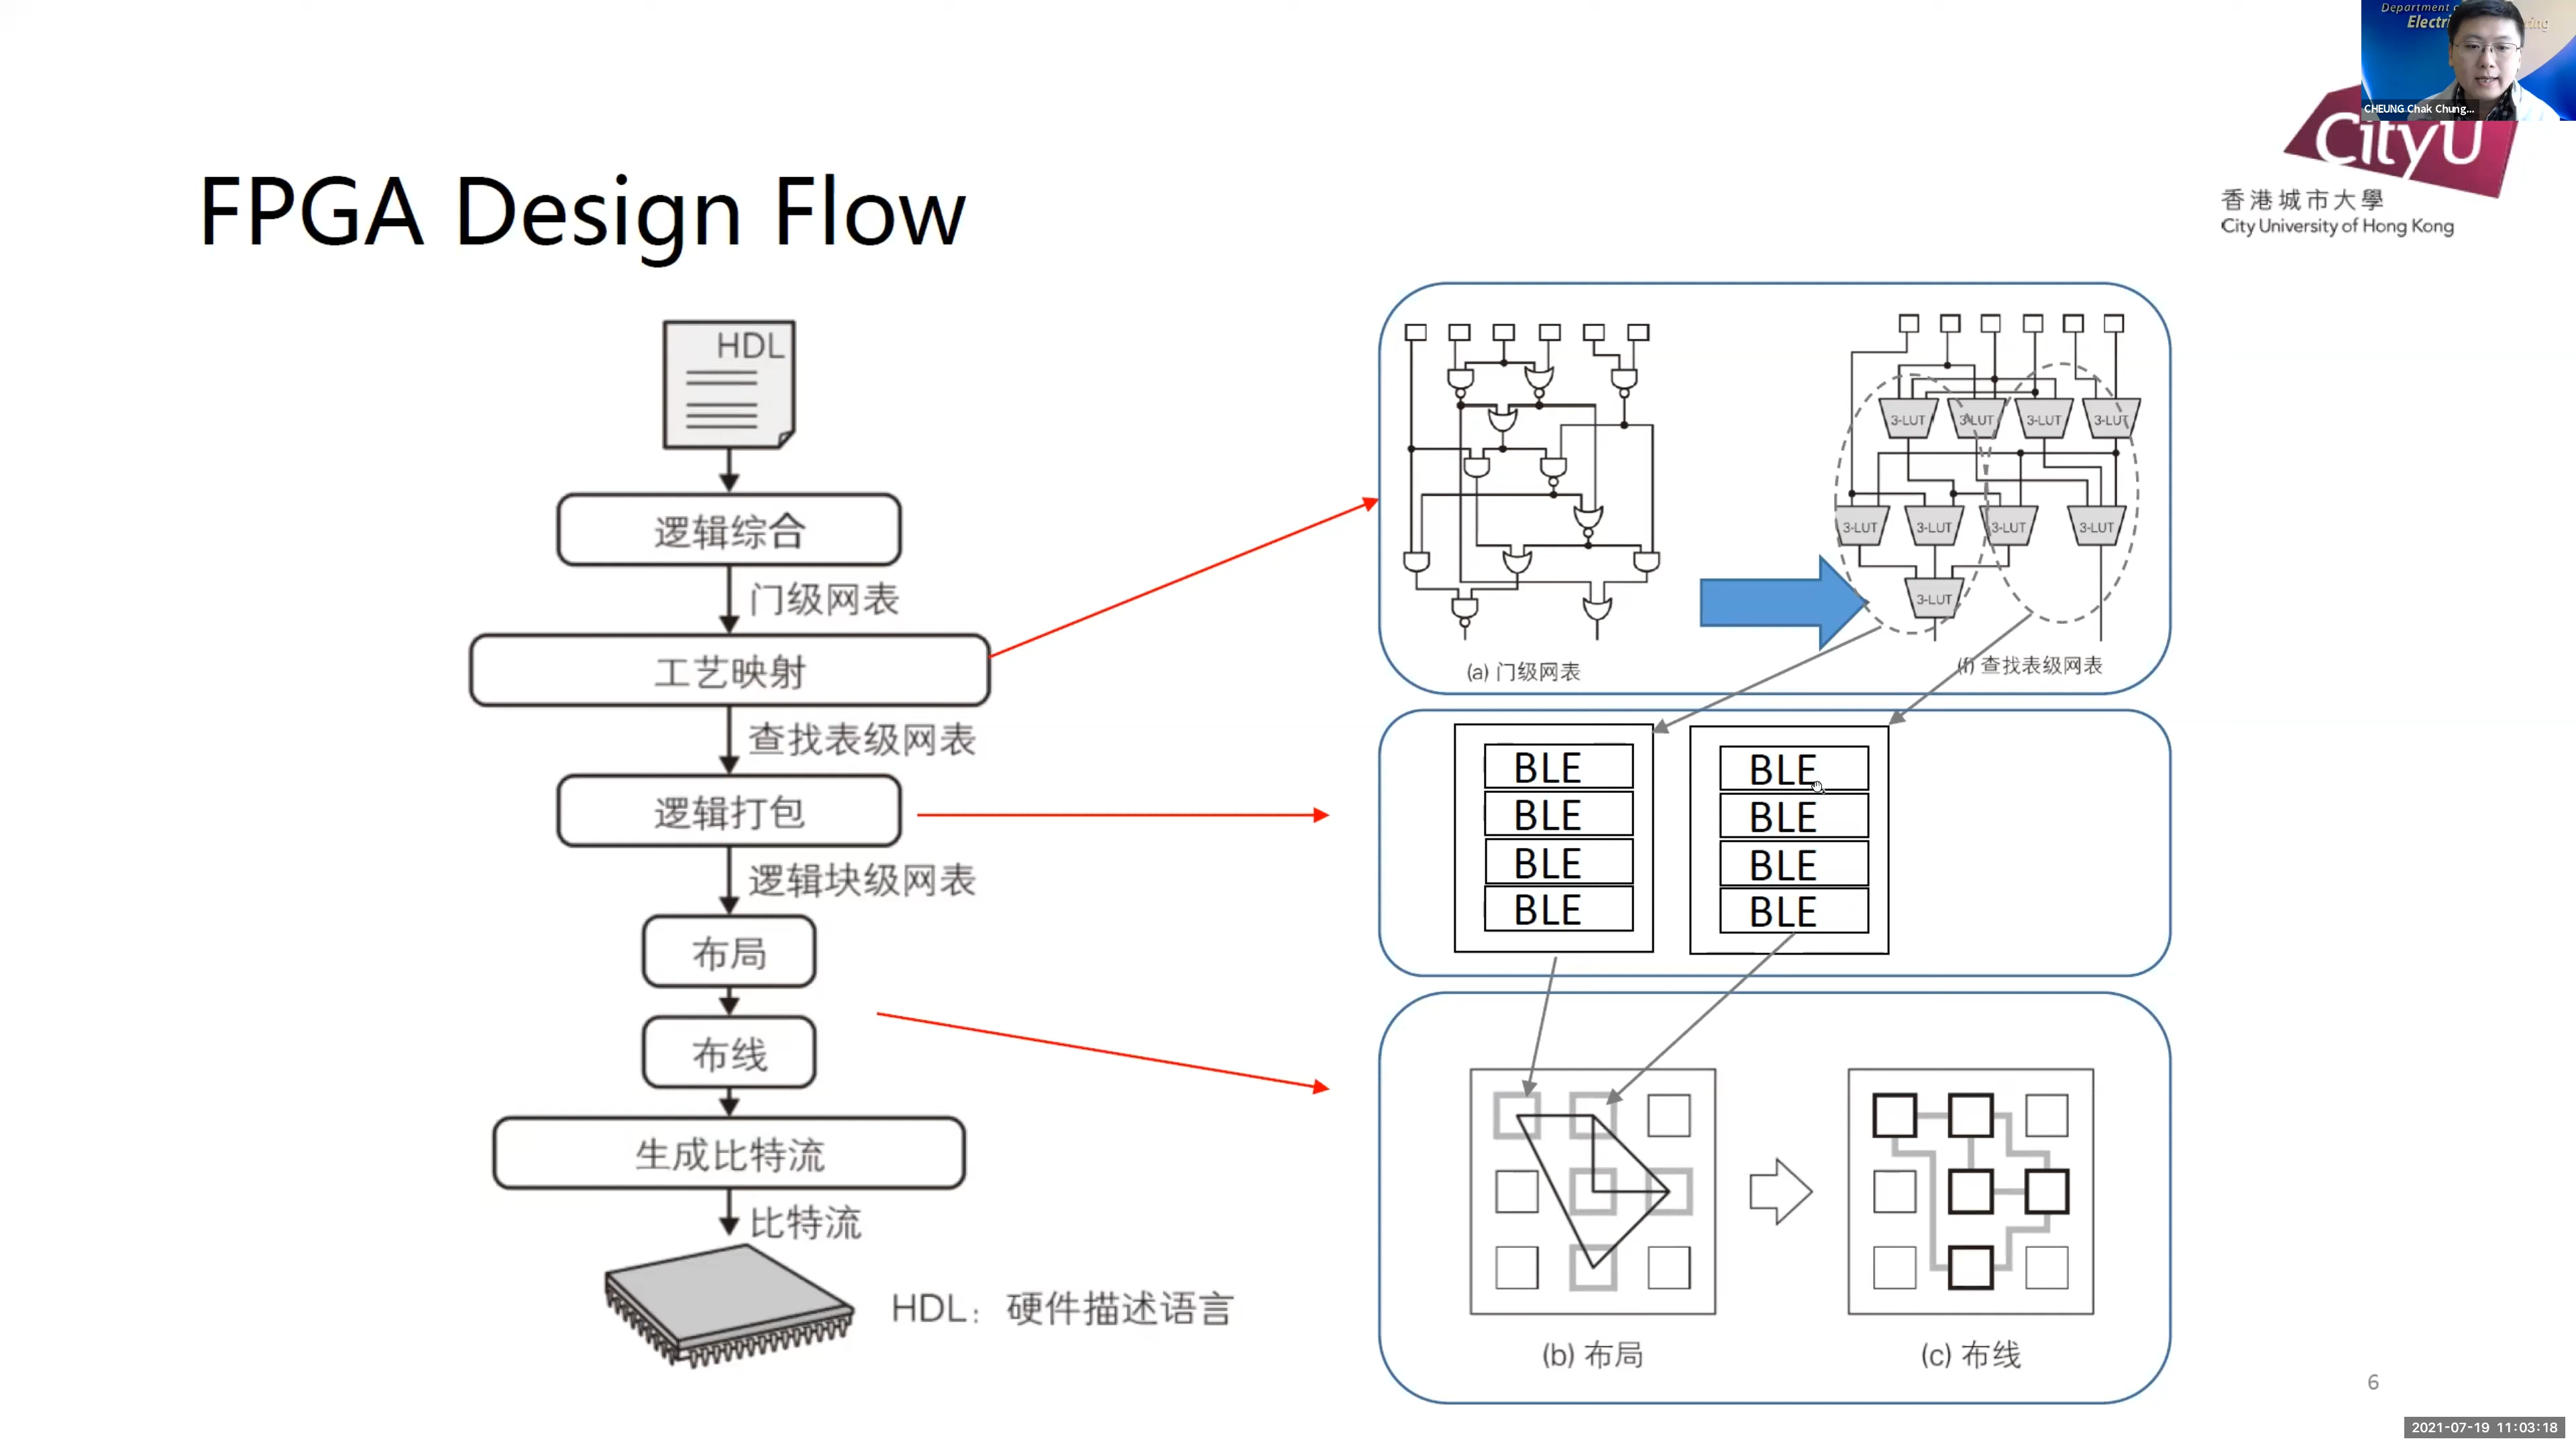 Department
Electri
ing
CHEUNG Chak Chung...
CityU
香港城市大學
City University of Hong Kong
FPGA Design Flow
HDL
逻辑综合
门级网表
工艺映射
查找表级网表
逻辑打包
逻辑块级网表
布局
布线
生成比特流
比特流
HDL：硬件描述语言
3-LUT 3-LUT 3-LUT 3-LUT
3-LUT 3-LUT 3-LUT 3-LUT
3-LUT
(a) 门级网表
(f) 查找表级网表
BLE
BLE
BLE
BLE
BLE
BLE
BLE
BLE
(b) 布局
(c) 布线
6
2021-07-19 11:03:18